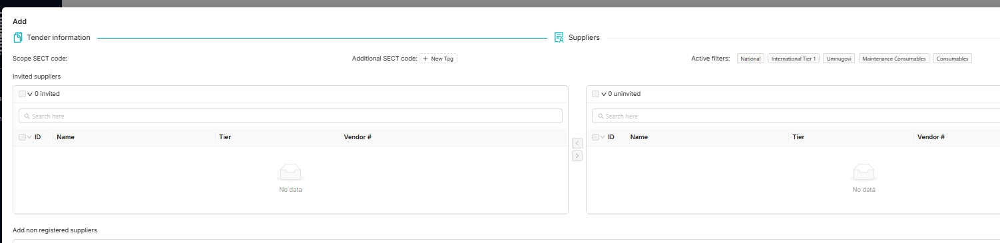 Add
Tender information
Suppliers
Scope SECT code:
Additional SECT code: + New Tag
Active filters: National International Tier 1 Umnugovi Maintenance Consumables Consumables
Invited suppliers
0 invited
Search here
ID Name Tier Vendor #
No data
0 uninvited
Search here
ID Name Tier Vendor #
No data
Add non registered suppliers